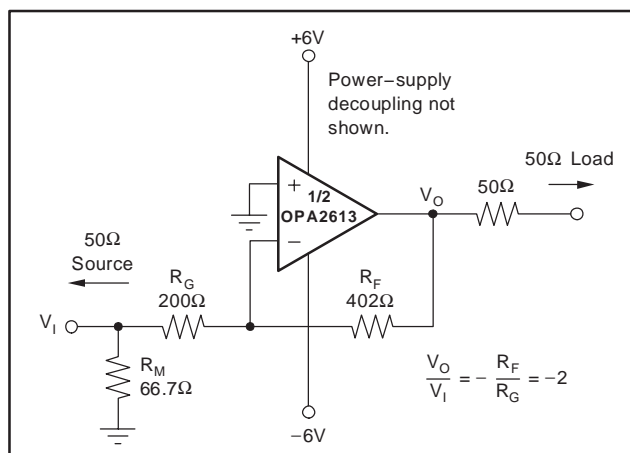 +6V
Power−supply
decoupling not
shown.
50Ω Load
+
1/2
OPA2613
−
V_O
50Ω
50Ω
Source
R_G
200Ω
R_F
402Ω
V_I
R_M
66.7Ω
V_O/V_I = − R_F/R_G = −2
−6V